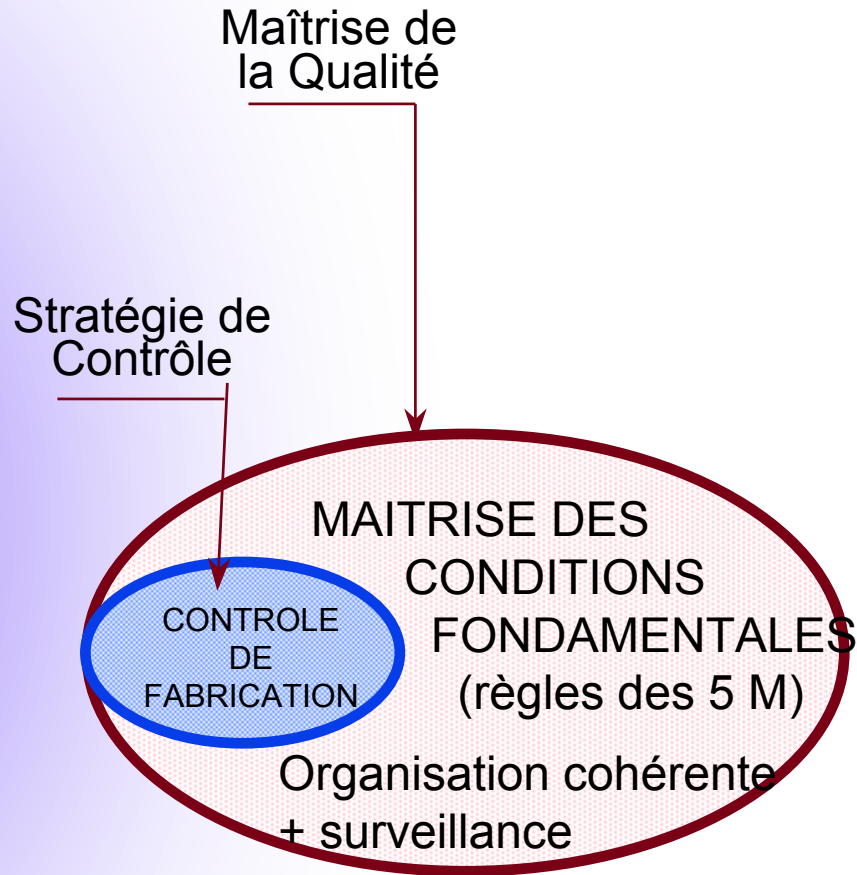 Maîtrise de
la Qualité
Stratégie de
Contrôle
MAITRISE DES
CONDITIONS
FONDAMENTALES
(règles des 5 M)
CONTROLE
DE
FABRICATION
Organisation cohérente
+ surveillance